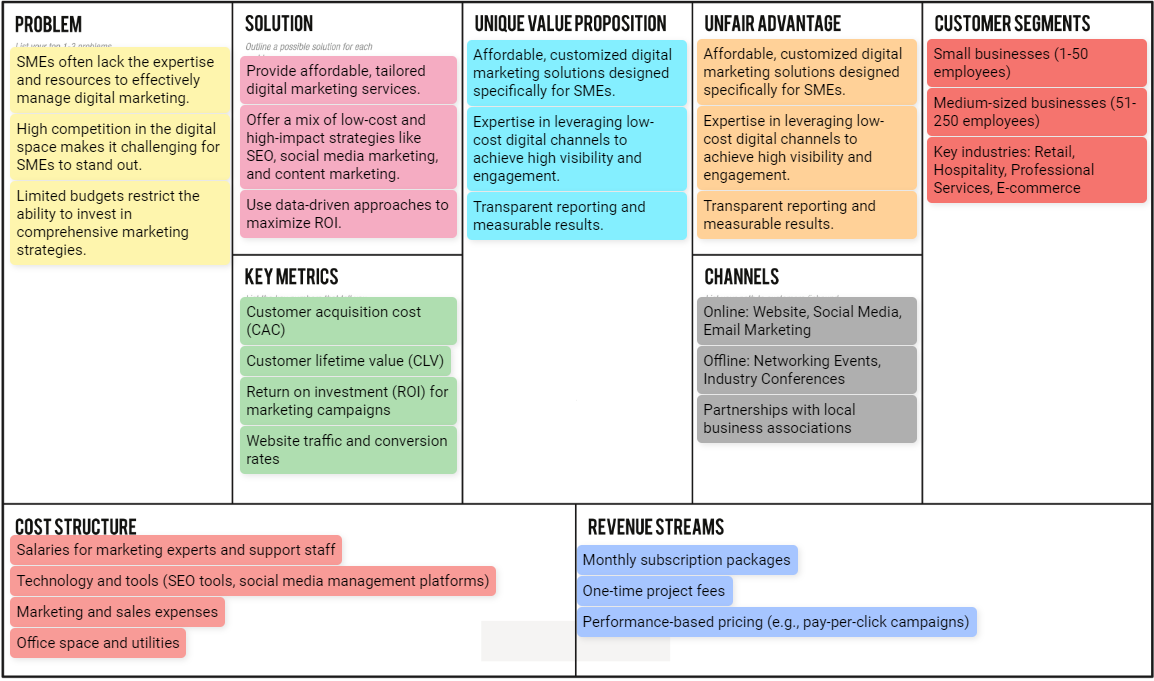 PROBLEM
List your top 1-3 problems
SMEs often lack the expertise
and resources to effectively
manage digital marketing.
High competition in the digital
space makes it challenging for
SMEs to stand out.
Limited budgets restrict the
ability to invest in
comprehensive marketing
strategies.
SOLUTION
Outline a possible solution for each
Provide affordable, tailored
digital marketing services.
Offer a mix of low-cost and
high-impact strategies like
SEO, social media marketing,
and content marketing.
Use data-driven approaches to
maximize ROI.
KEY METRICS
Customer acquisition cost
(CAC)
Customer lifetime value (CLV)
Return on investment (ROI) for
marketing campaigns
Website traffic and conversion
rates
UNIQUE VALUE PROPOSITION
Affordable, customized digital
marketing solutions designed
specifically for SMEs.
Expertise in leveraging low-
cost digital channels to
achieve high visibility and
engagement.
Transparent reporting and
measurable results.
UNFAIR ADVANTAGE
Affordable, customized digital
marketing solutions designed
specifically for SMEs.
Expertise in leveraging low-
cost digital channels to
achieve high visibility and
engagement.
Transparent reporting and
measurable results.
CHANNELS
Online: Website, Social Media,
Email Marketing
Offline: Networking Events,
Industry Conferences
Partnerships with local
business associations
CUSTOMER SEGMENTS
Small businesses (1-50
employees)
Medium-sized businesses (51-
250 employees)
Key industries: Retail,
Hospitality, Professional
Services, E-commerce
COST STRUCTURE
Salaries for marketing experts and support staff
Technology and tools (SEO tools, social media management platforms)
Marketing and sales expenses
Office space and utilities
REVENUE STREAMS
Monthly subscription packages
One-time project fees
Performance-based pricing (e.g., pay-per-click campaigns)